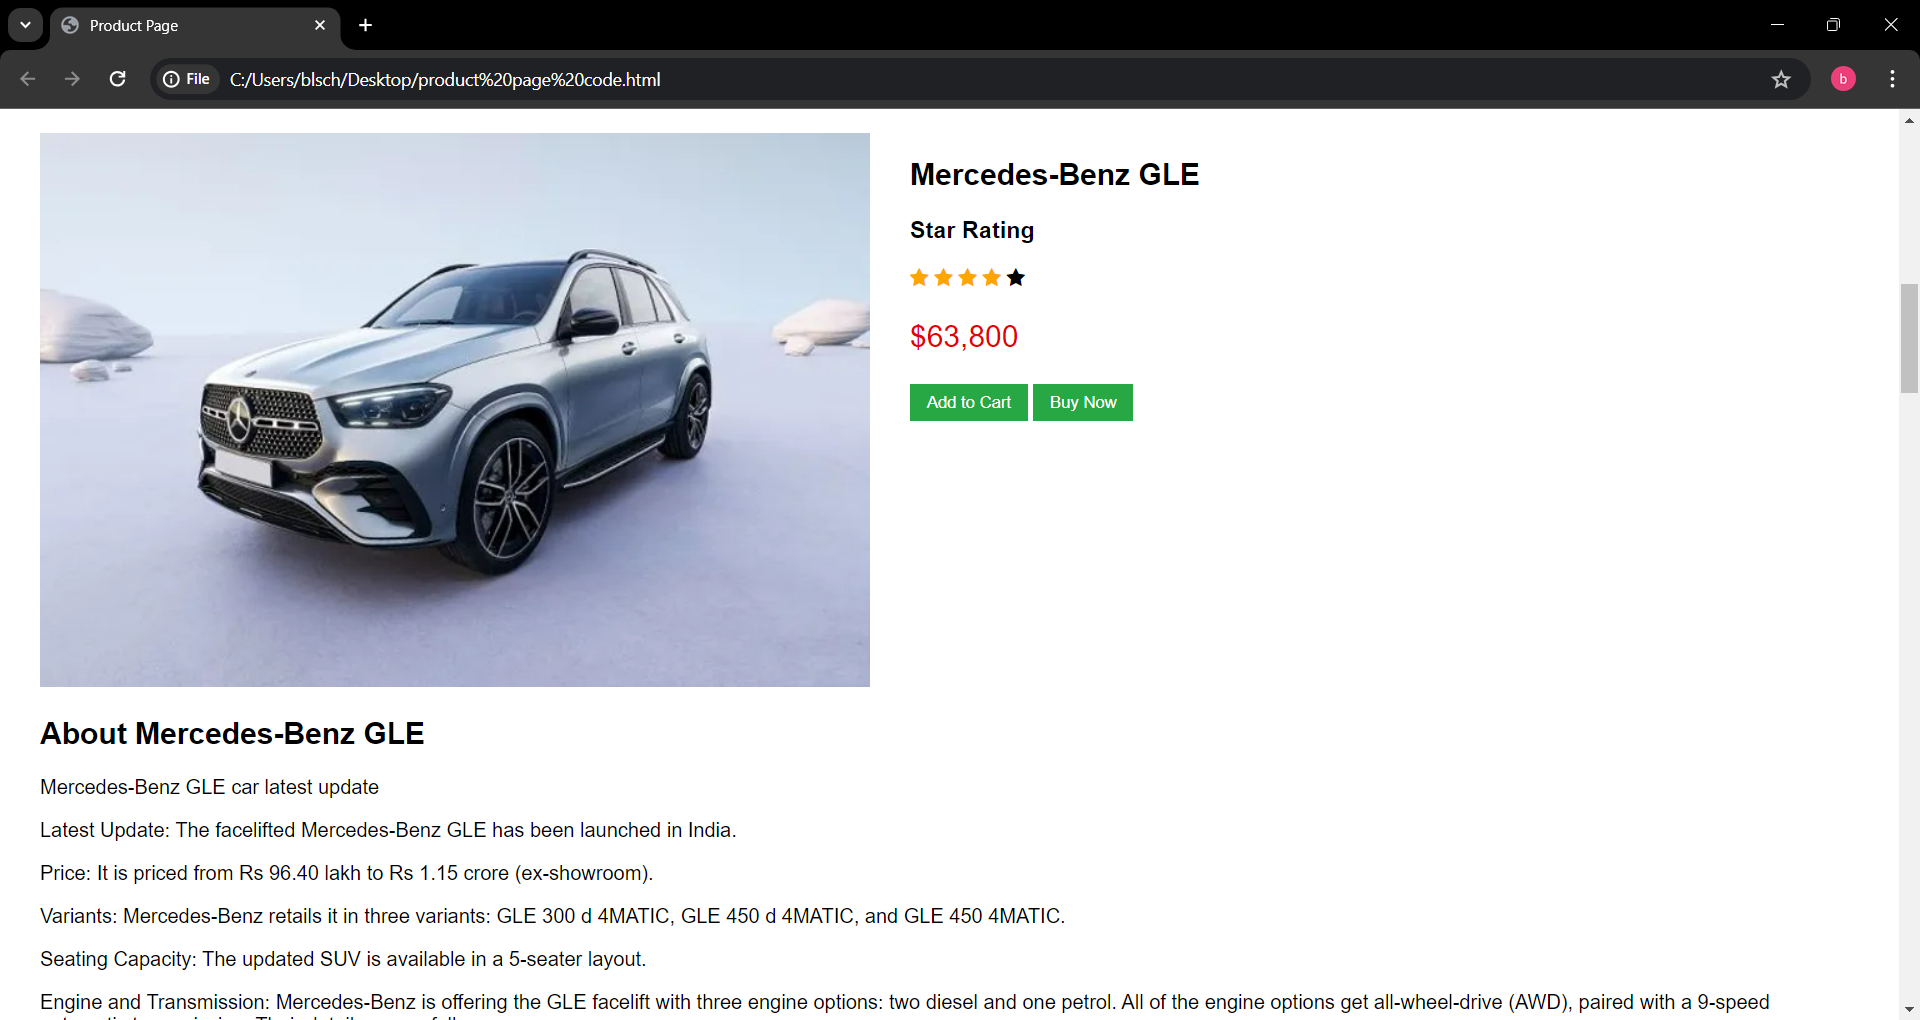 Product Page
File
C:/Users/blsch/Desktop/product%20page%20code.html
b
Mercedes-Benz GLE
Star Rating
$63,800
Add to Cart
Buy Now
About Mercedes-Benz GLE
Mercedes-Benz GLE car latest update
Latest Update: The facelifted Mercedes-Benz GLE has been launched in India.
Price: It is priced from Rs 96.40 lakh to Rs 1.15 crore (ex-showroom).
Variants: Mercedes-Benz retails it in three variants: GLE 300 d 4MATIC, GLE 450 d 4MATIC, and GLE 450 4MATIC.
Seating Capacity: The updated SUV is available in a 5-seater layout.
Engine and Transmission: Mercedes-Benz is offering the GLE facelift with three engine options: two diesel and one petrol. All of the engine options get all-wheel-drive (AWD), paired with a 9-speed